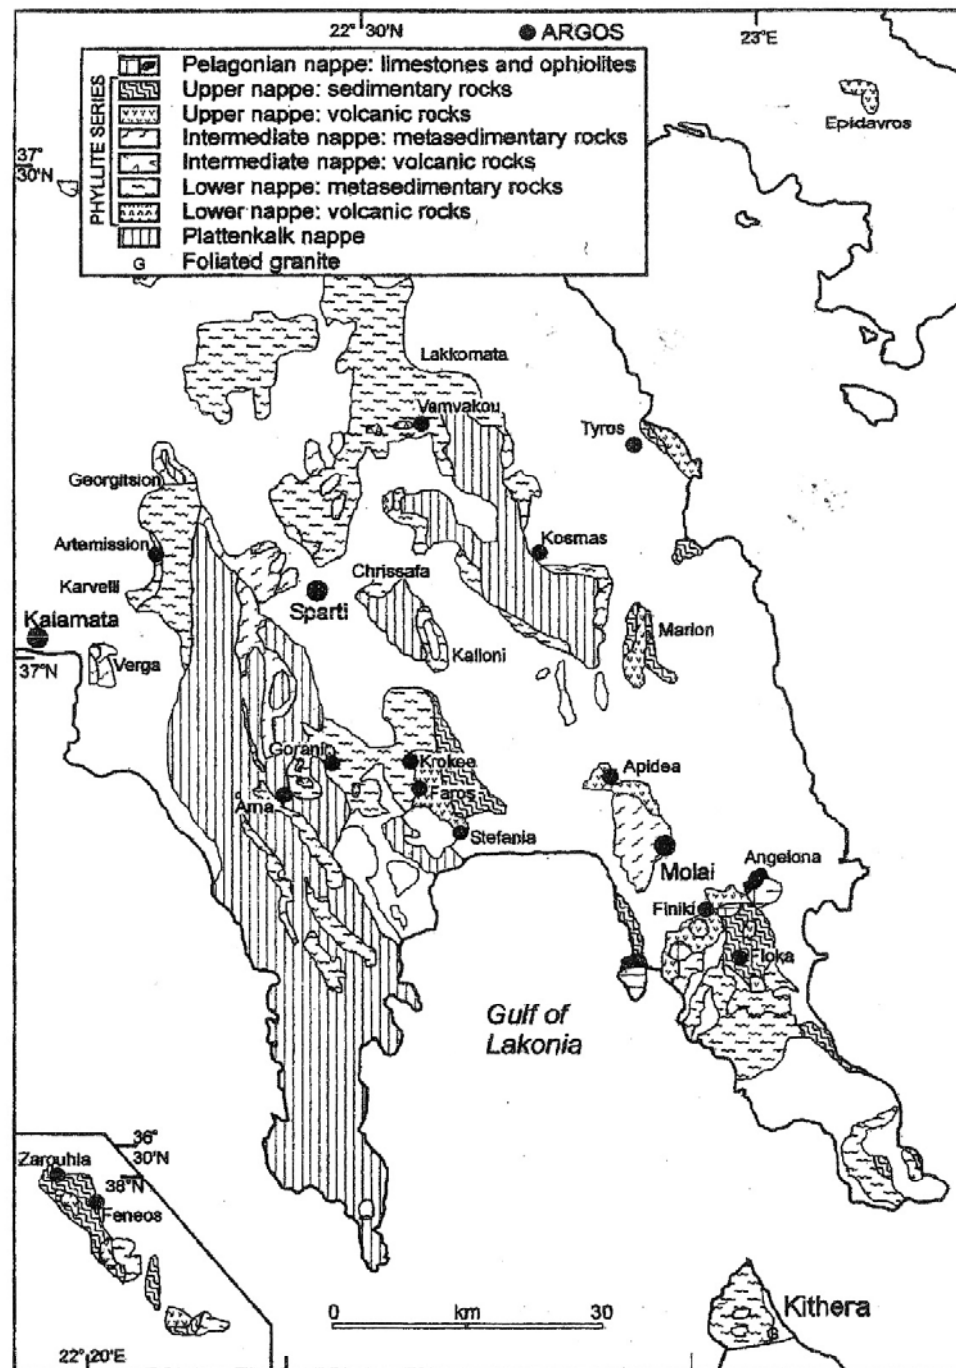 22° 30'N
ARGOS
23°E
Pelagonian nappe: limestones and ophiolites
PHYLLITE SERIES
Upper nappe: sedimentary rocks
Upper nappe: volcanic rocks
Intermediate nappe: metasedimentary rocks
Intermediate nappe: volcanic rocks
Lower nappe: metasedimentary rocks
Lower nappe: volcanic rocks
Plattenkalk nappe
G Foliated granite
Epidavros
37°
30'N
Lakkomata
Vamvakou
Tyros
Georgitsion
Artemission
Kosmas
Karvelli
Chrissafa
Sparti
Kalamata
Marion
Kalloni
Verga
37°N
Gorani
Krokee
Apidea
Faros
Arna
Stefania
Molai
Angelona
Finiki
Floka
Gulf of
Lakonia
36°
30'N
Zarouhla
38°N
Feneos
0 km 30
Kithera
G
22° 20'E